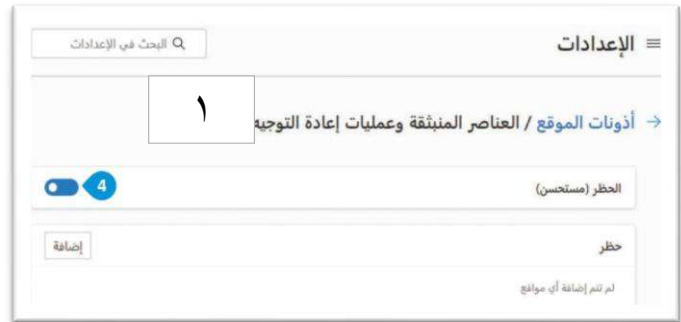 الإعدادات
البحث في الإعدادات
١
أذونات الموقع / العناصر المنبثقة وعمليات إعادة التوجيه
الحظر (مستحسن)
4
حظر
إضافة
لم تتم إضافة أي مواقع